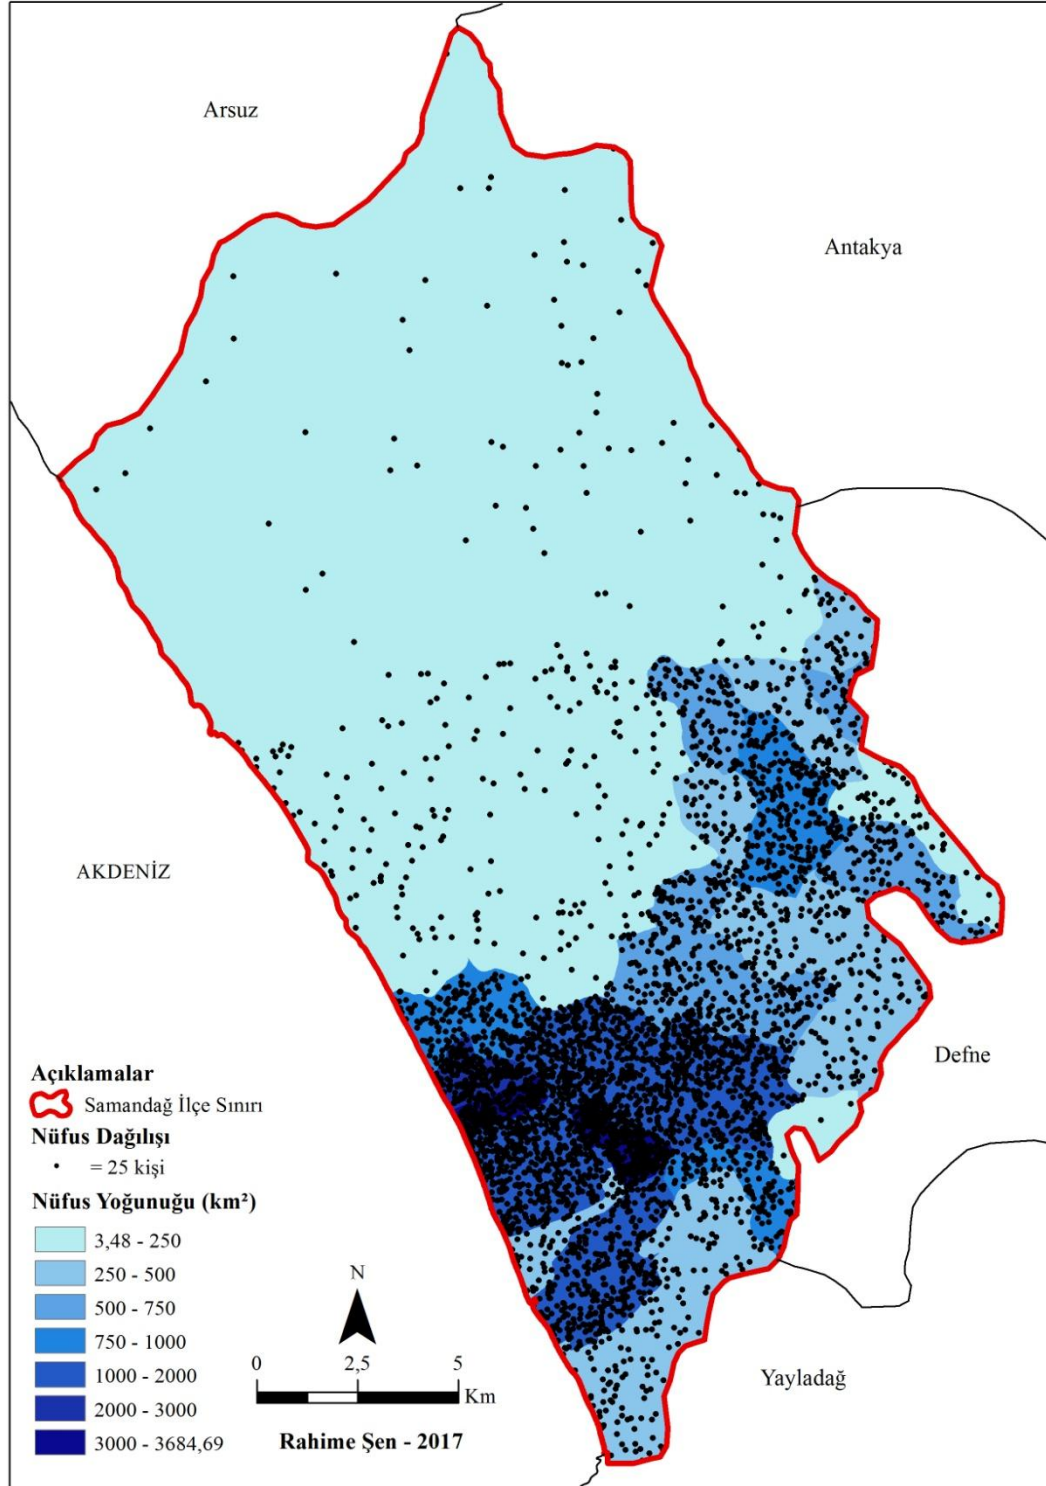 Arsuz
Antakya
AKDENİZ
Defne
Yayladağ
Açıklamalar
Samandağ İlçe Sınırı
Nüfus Dağılışı
= 25 kişi
Nüfus Yoğunuğu (km²)
3,48 - 250
250 - 500
500 - 750
750 - 1000
1000 - 2000
2000 - 3000
3000 - 3684,69
N
0 2,5 5
Km
Rahime Şen - 2017